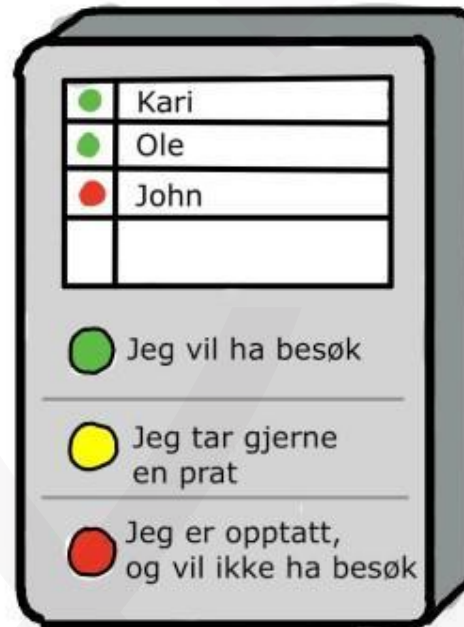 Kari
Ole
John
Jeg vil ha besøk
Jeg tar gjerne
en prat
Jeg er opptatt,
og vil ikke ha besøk